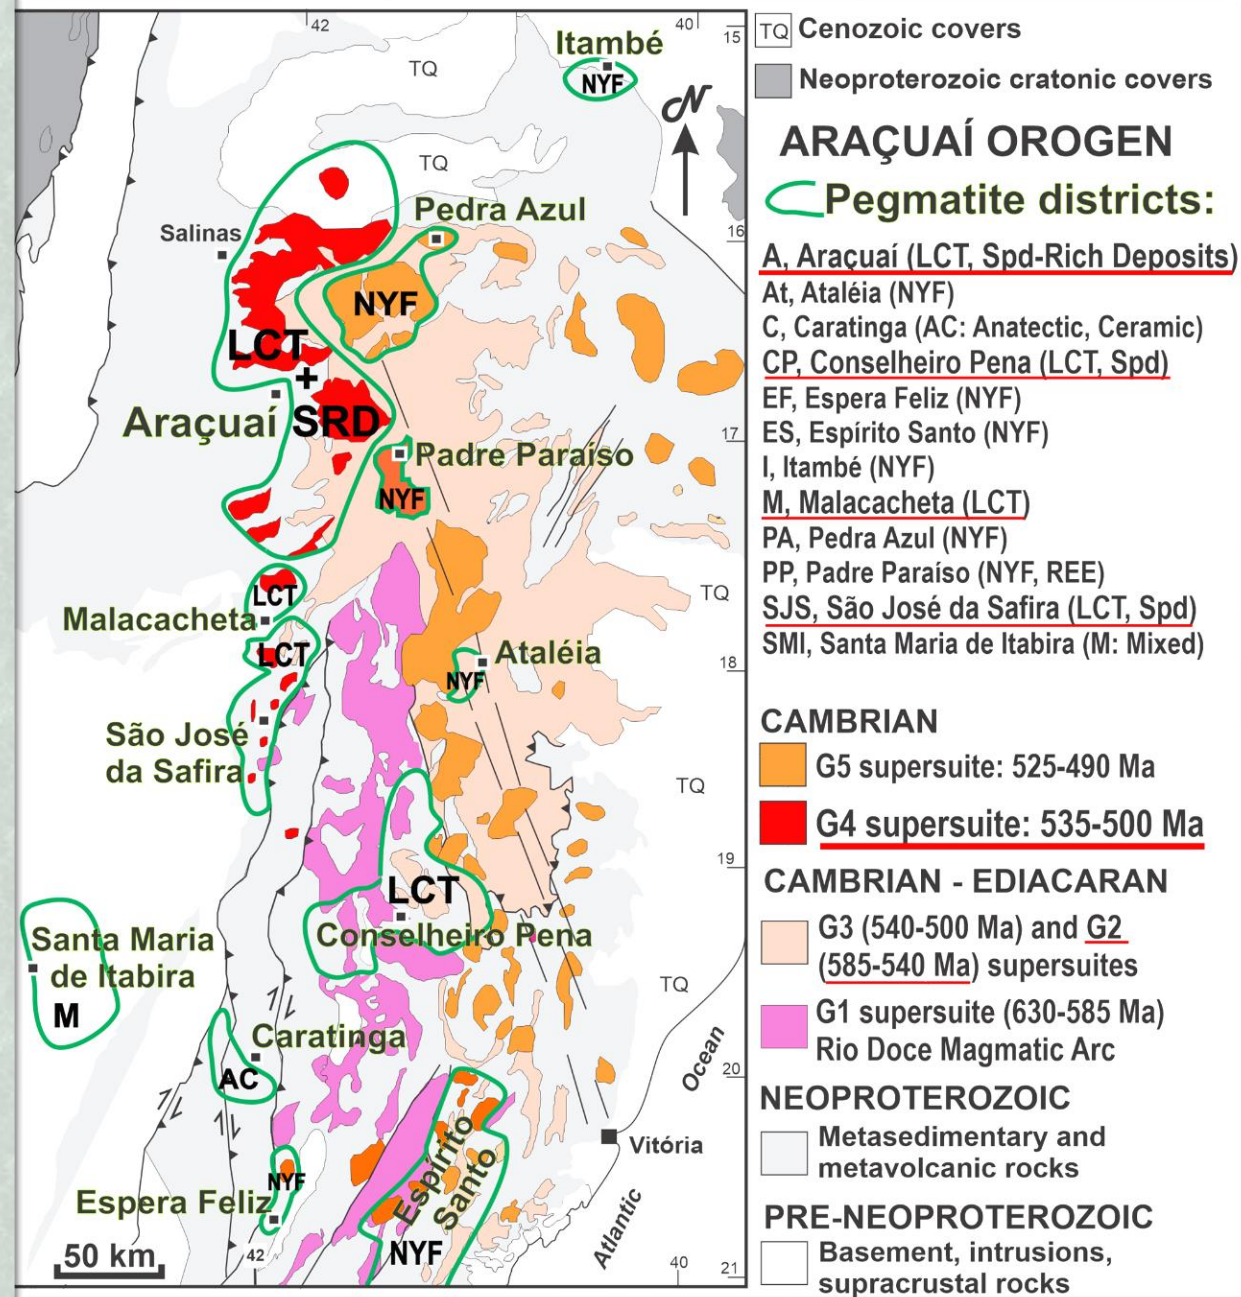 42
40
15
Itambé
NYF
TQ
N
TQ
Pedra Azul
Salinas
16
NYF
LCT
+
Araçuaí SRD
17
Padre Paraíso
NYF
LCT
TQ
Malacacheta
LCT
Ataléia
18
NYF
São José
da Safira
TQ
19
LCT
Santa Maria
de Itabira
Conselheiro Pena
TQ
M
Caratinga
Ocean
AC
20
Espírito
Santo
Vitória
NYF
Espera Feliz
Atlantic
NYF
50 km
42
40
21
TQ Cenozoic covers
Neoproterozoic cratonic covers
ARAÇUAÍ OROGEN
Pegmatite districts:
A, Araçuaí (LCT, Spd-Rich Deposits)
At, Ataléia (NYF)
C, Caratinga (AC: Anatectic, Ceramic)
CP, Conselheiro Pena (LCT, Spd)
EF, Espera Feliz (NYF)
ES, Espírito Santo (NYF)
I, Itambé (NYF)
M, Malacacheta (LCT)
PA, Pedra Azul (NYF)
PP, Padre Paraíso (NYF, REE)
SJS, São José da Safira (LCT, Spd)
SMI, Santa Maria de Itabira (M: Mixed)
CAMBRIAN
G5 supersuite: 525-490 Ma
G4 supersuite: 535-500 Ma
CAMBRIAN - EDIACARAN
G3 (540-500 Ma) and G2
(585-540 Ma) supersuites
G1 supersuite (630-585 Ma)
Rio Doce Magmatic Arc
NEOPROTEROZOIC
Metasedimentary and
metavolcanic rocks
PRE-NEOPROTEROZOIC
Basement, intrusions,
supracrustal rocks